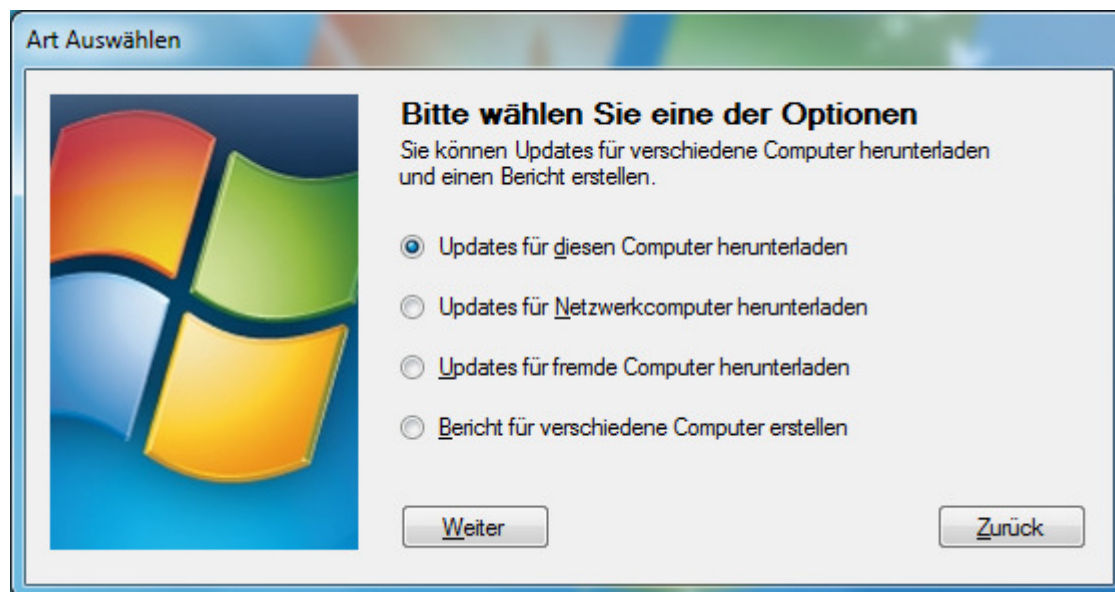 Art Auswählen
Bitte wählen Sie eine der Optionen
Sie können Updates für verschiedene Computer herunterladen
und einen Bericht erstellen.
Updates für diesen Computer herunterladen
Updates für Netzwerkcomputer herunterladen
Updates für fremde Computer herunterladen
Bericht für verschiedene Computer erstellen
Weiter
Zurück